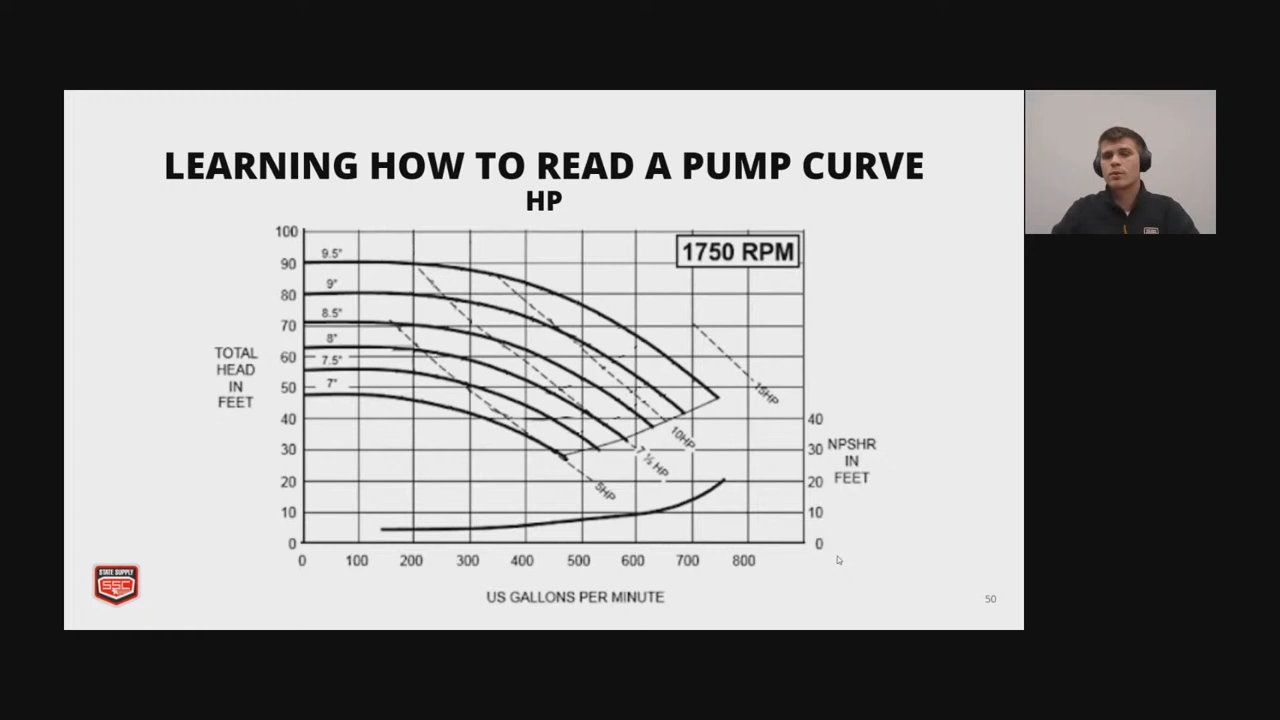 LEARNING HOW TO READ A PUMP CURVE
HP
1750 RPM
100
90
80
70
60
50
40
30
20
10
0
9.5"
9"
8.5"
8"
7.5"
7"
TOTAL
HEAD
IN
FEET
15HP
10HP
7 ½ HP
5HP
40
30
20
10
0
NPSHR
IN
FEET
0 100 200 300 400 500 600 700 800
US GALLONS PER MINUTE
STATE SUPPLY
SSC
50